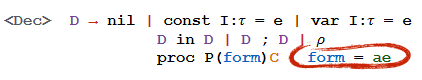 <Dec> D → nil | const I:τ = e | var I:τ = e
D in D | D ; D | ρ
proc P(form)C form = ae